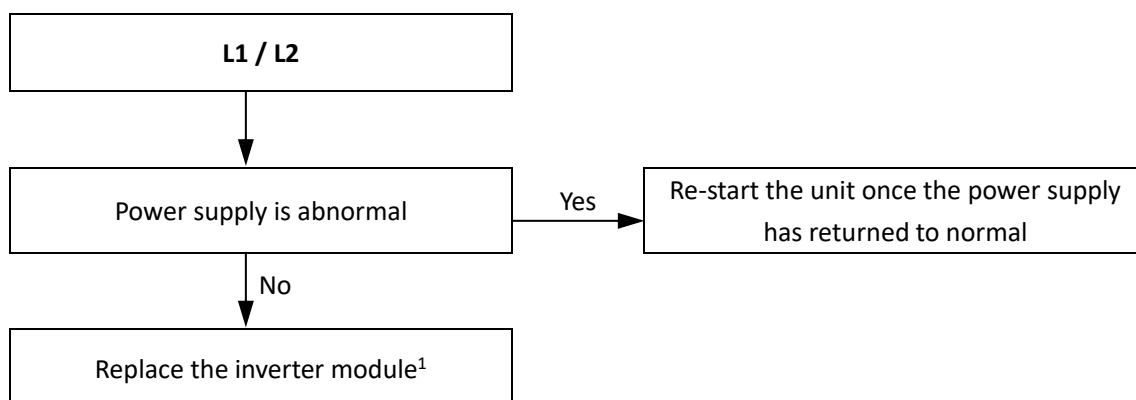 L1 / L2
Power supply is abnormal
Yes
Re-start the unit once the power supply
has returned to normal
No
Replace the inverter module¹